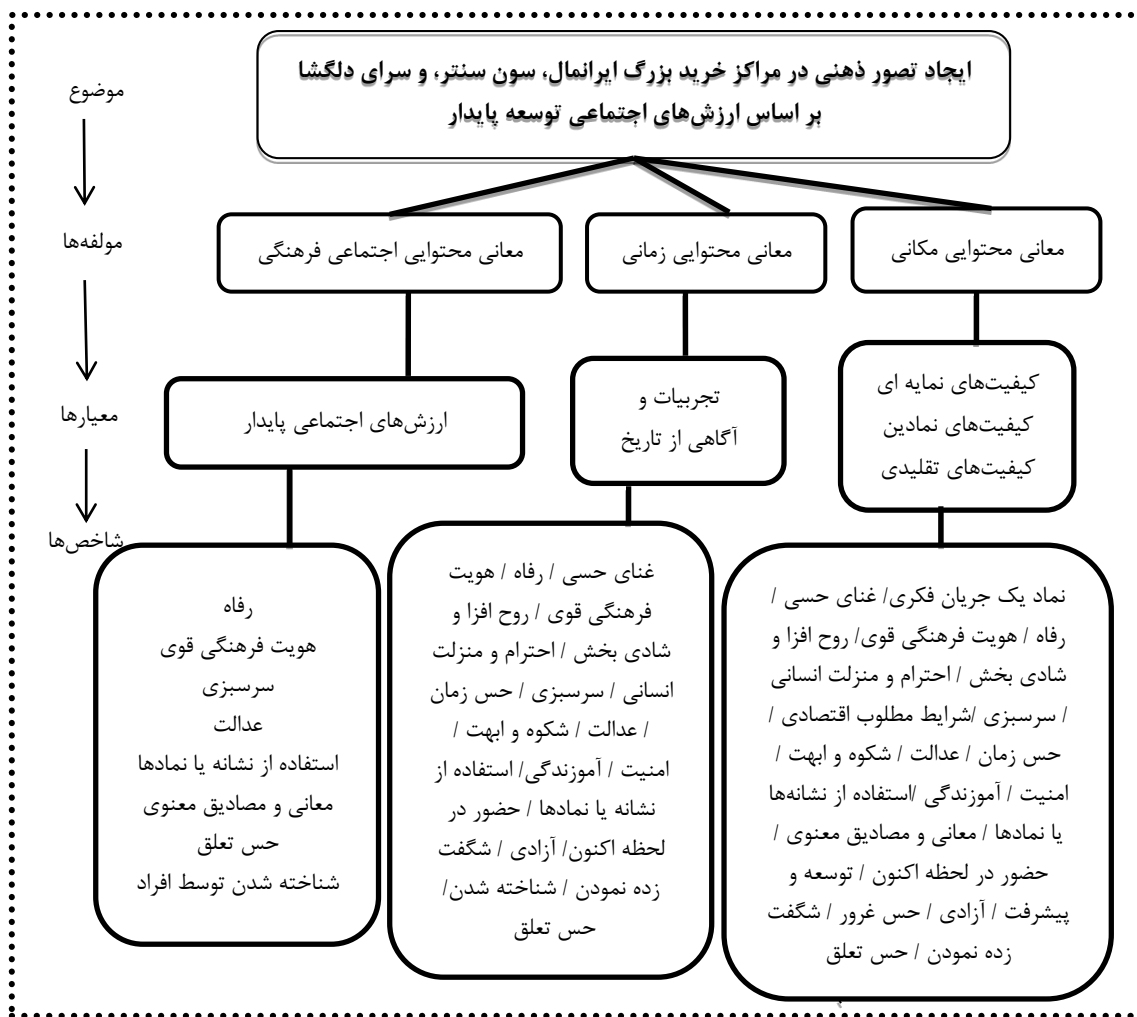 ایجاد تصور ذهنی در مراکز خرید بزرگ ایرانمال، سون سنتر، و سرای دلگشا
بر اساس ارزش‌های اجتماعی توسعه پایدار
موضوع
مولفه‌ها
معیارها
شاخص‌ها
معانی محتوایی مکانی
معانی محتوایی زمانی
معانی محتوایی اجتماعی فرهنگی
کیفیت‌های نمایه ای
کیفیت‌های نمادین
کیفیت‌های تقلیدی
تجربیات و
آگاهی از تاریخ
ارزش‌های اجتماعی پایدار
نماد یک جریان فکری/ غنای حسی /
رفاه / هویت فرهنگی قوی/ روح افزا و
شادی بخش / احترام و منزلت انسانی
/ سرسبزی /شرایط مطلوب اقتصادی /
حس زمان / عدالت / شکوه و ابهت /
امنیت / آموزندگی /استفاده از نشانه‌ها
یا نمادها / معانی و مصادیق معنوی /
حضور در لحظه اکنون / توسعه و
پیشرفت / آزادی / حس غرور / شگفت
زده نمودن / حس تعلق
غنای حسی / رفاه / هویت
فرهنگی قوی / روح افزا و
شادی بخش / احترام و منزلت
انسانی / سرسبزی / حس زمان
/ عدالت / شکوه و ابهت /
امنیت / آموزندگی/ استفاده از
نشانه یا نمادها / حضور در
لحظه اکنون/ آزادی / شگفت
زده نمودن / شناخته شدن/
حس تعلق
رفاه
هویت فرهنگی قوی
سرسبزی
عدالت
استفاده از نشانه یا نمادها
معانی و مصادیق معنوی
حس تعلق
شناخته شدن توسط افراد